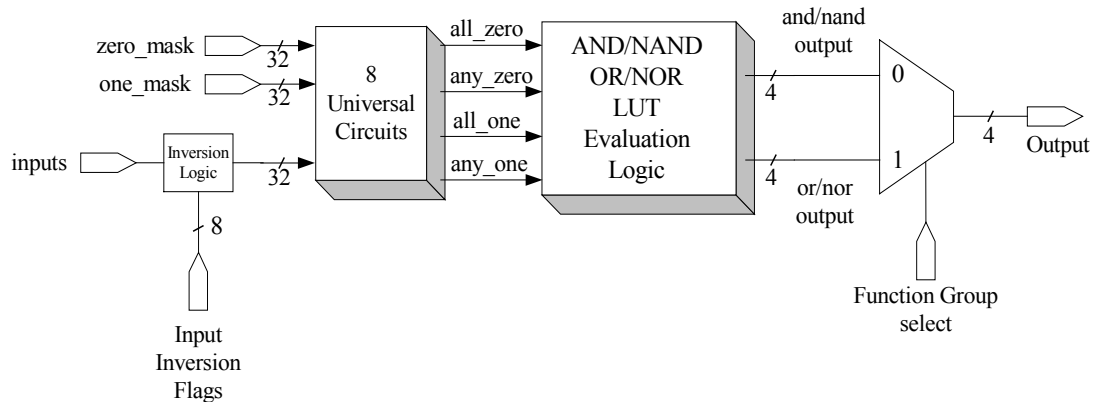 zero_mask
32
one_mask
32
inputs
Inversion
Logic
32
8
Input
Inversion
Flags
8
Universal
Circuits
all_zero
any_zero
all_one
any_one
AND/NAND
OR/NOR
LUT
Evaluation
Logic
and/nand
output
4
4
or/nor
output
0
1
4
Output
Function Group
select